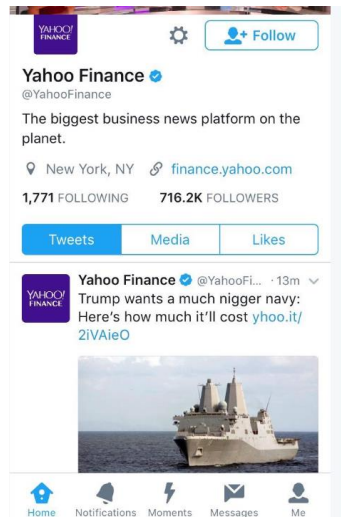 YAHOO!
FINANCE
Follow
Yahoo Finance
@YahooFinance
The biggest business news platform on the
planet.
New York, NY finance.yahoo.com
1,771 FOLLOWING 716.2K FOLLOWERS
Tweets Media Likes
YAHOO!
FINANCE
Yahoo Finance @YahooFi... · 13m
Trump wants a much nigger navy:
Here's how much it'll cost yhoo.it/
2iVAieO
Home Notifications Moments Messages Me